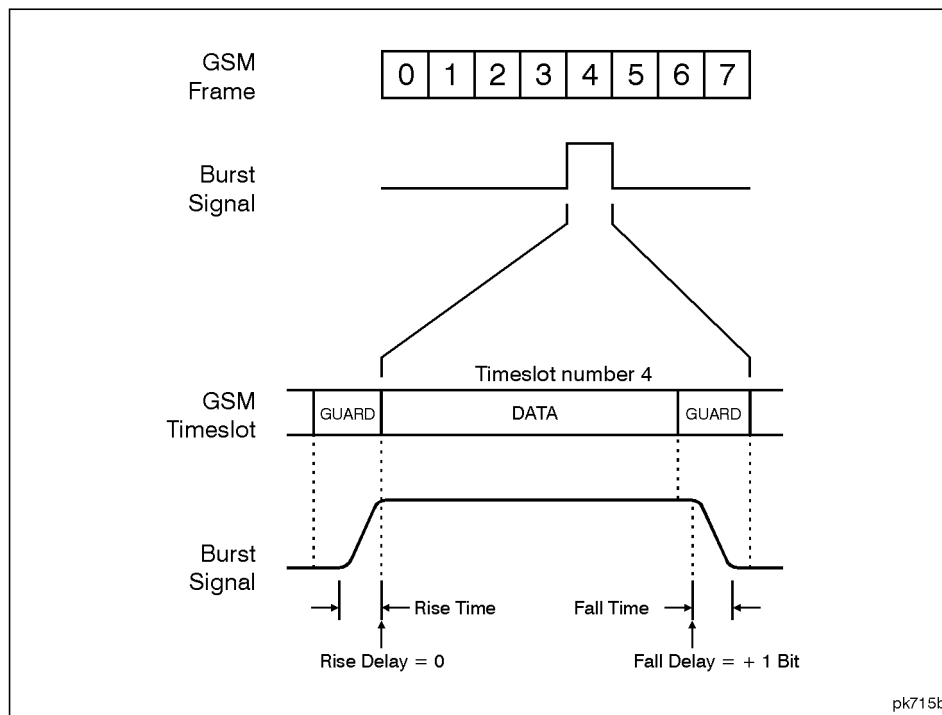 GSM
Frame
0 1 2 3 4 5 6 7
Burst
Signal
Timeslot number 4
GSM
Timeslot
GUARD
DATA
GUARD
Burst
Signal
Rise Time
Fall Time
Rise Delay = 0
Fall Delay = + 1 Bit
pk715b